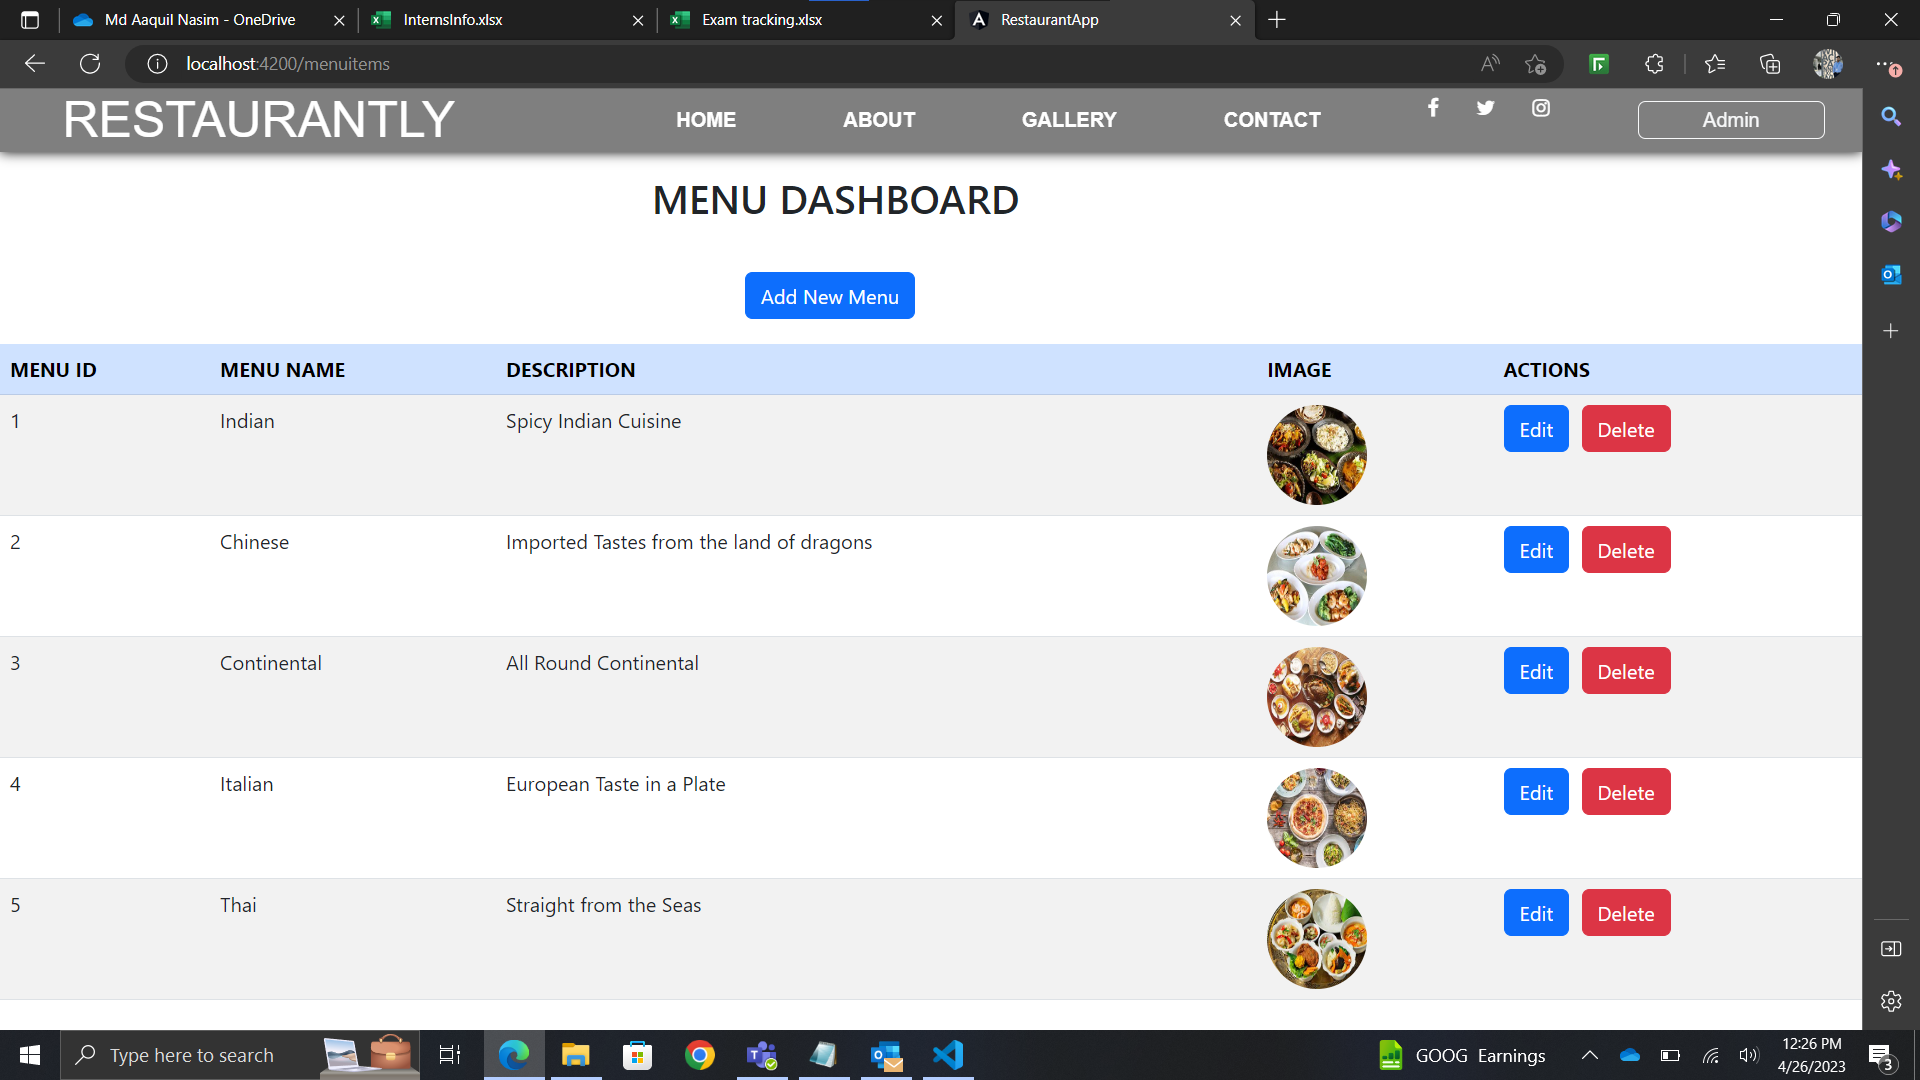 Md Aaquil Nasim - OneDrive
InternsInfo.xlsx
Exam tracking.xlsx
RestaurantApp
localhost:4200/menuitems
RESTAURANTLY
HOME
ABOUT
GALLERY
CONTACT
Admin
MENU DASHBOARD
Add New Menu
MENU ID MENU NAME DESCRIPTION IMAGE ACTIONS
1 Indian Spicy Indian Cuisine Edit Delete
2 Chinese Imported Tastes from the land of dragons Edit Delete
3 Continental All Round Continental Edit Delete
4 Italian European Taste in a Plate Edit Delete
5 Thai Straight from the Seas Edit Delete
Type here to search
GOOG Earnings
12:26 PM
4/26/2023
3